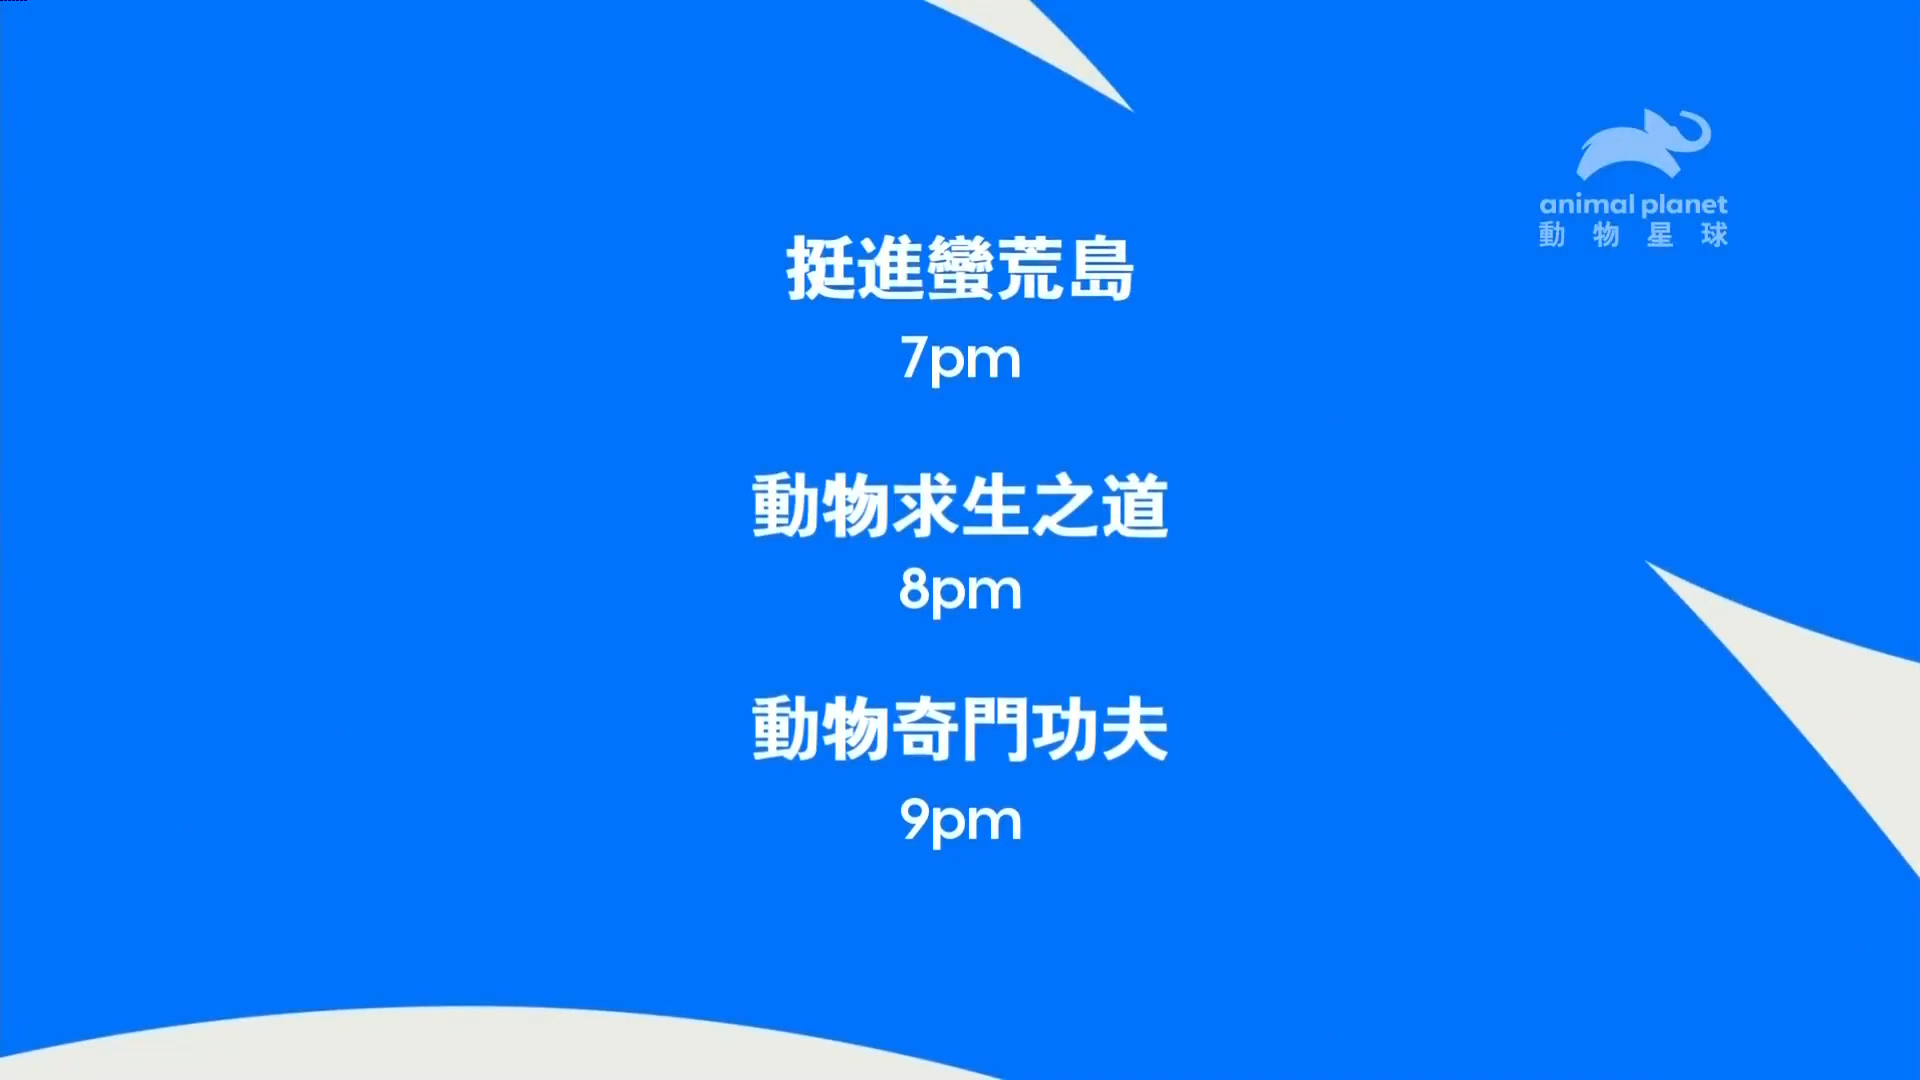 animal planet
動物星球
挺進蠻荒島
7pm
動物求生之道
8pm
動物奇門功夫
9pm